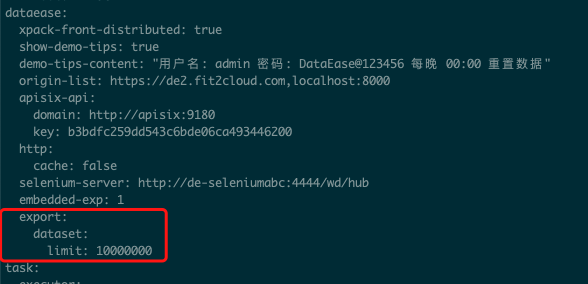 dataease:
xpack-front-distributed: true
show-demo-tips: true
demo-tips-content: "用户名: admin 密码: DataEase@123456 每晚 00:00 重置数据"
origin-list: https://de2.fit2cloud.com,localhost:8000
apisix-api:
domain: http://apisix:9180
key: b3bdfc259dd543c6bde06ca493446200
http:
cache: false
selenium-server: http://de-seleniumabc:4444/wd/hub
embedded-exp: 1
export:
dataset:
limit: 10000000
task: